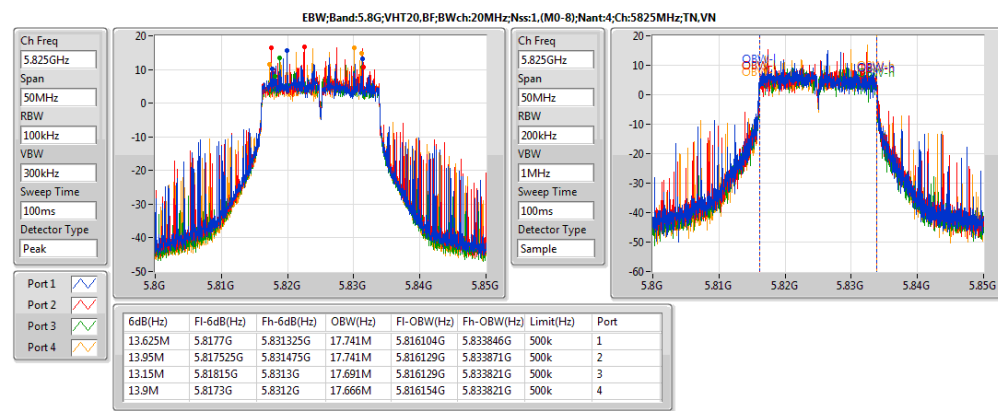 EBW;Band:5.8G;VHT20,BF;BWch:20MHz;Nss:1,(M0-8);Nant:4;Ch:5825MHz;TN,VN
Ch Freq
5.825GHz
Span
50MHz
RBW
100kHz
VBW
300kHz
Sweep Time
100ms
Detector Type
Peak
20
10
0
-10
-20
-30
-40
-50
5.8G 5.81G 5.82G 5.83G 5.84G 5.85G
Ch Freq
5.825GHz
Span
50MHz
RBW
200kHz
VBW
1MHz
Sweep Time
100ms
Detector Type
Sample
20
10
0
-10
-20
-30
-40
-50
-60
5.8G 5.81G 5.82G 5.83G 5.84G 5.85G
Port 1
Port 2
Port 3
Port 4
6dB(Hz) Fl-6dB(Hz) Fh-6dB(Hz) OBW(Hz) Fl-OBW(Hz) Fh-OBW(Hz) Limit(Hz) Port
13.625M 5.8177G 5.831325G 17.741M 5.816104G 5.833846G 500k 1
13.95M 5.817525G 5.831475G 17.741M 5.816129G 5.833871G 500k 2
13.15M 5.81815G 5.8313G 17.691M 5.816129G 5.833821G 500k 3
13.9M 5.8173G 5.8312G 17.666M 5.816154G 5.833821G 500k 4